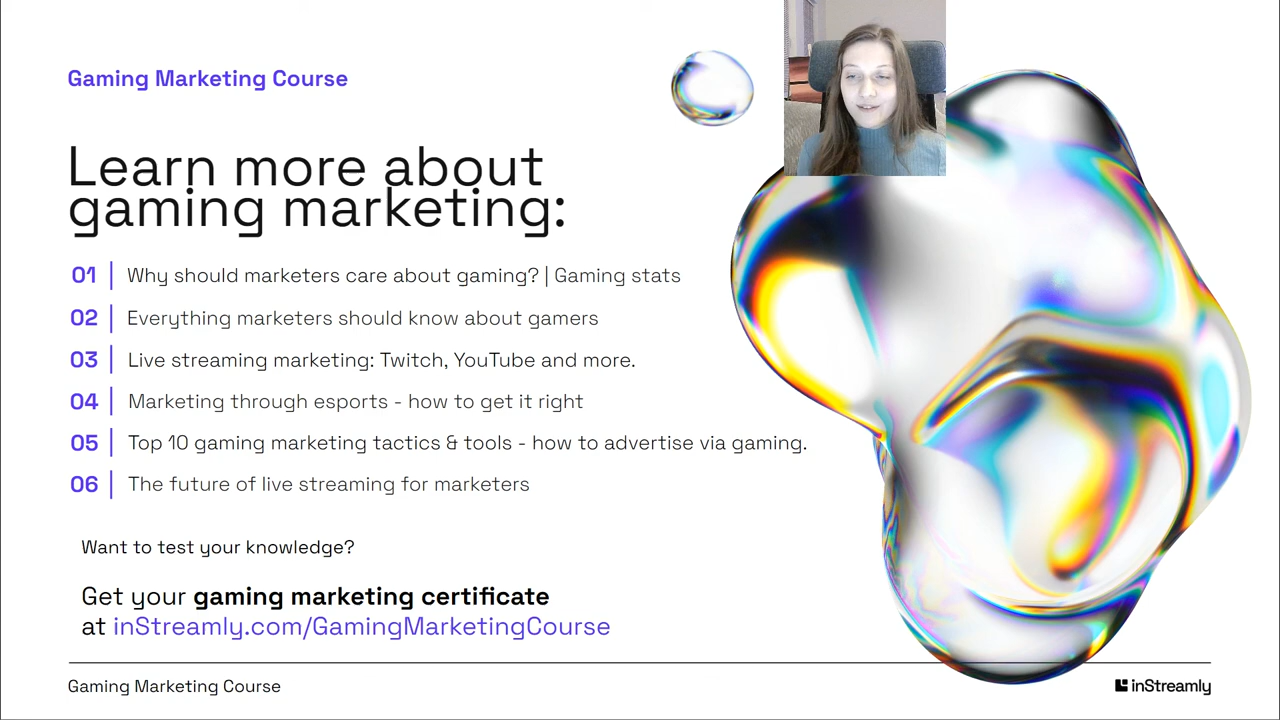 Gaming Marketing Course
Learn more about
gaming marketing:
01 Why should marketers care about gaming? | Gaming stats
02 Everything marketers should know about gamers
03 Live streaming marketing: Twitch, YouTube and more.
04 Marketing through esports - how to get it right
05 Top 10 gaming marketing tactics & tools - how to advertise via gaming.
06 The future of live streaming for marketers
Want to test your knowledge?
Get your gaming marketing certificate
at inStreamly.com/GamingMarketingCourse
Gaming Marketing Course
inStreamly